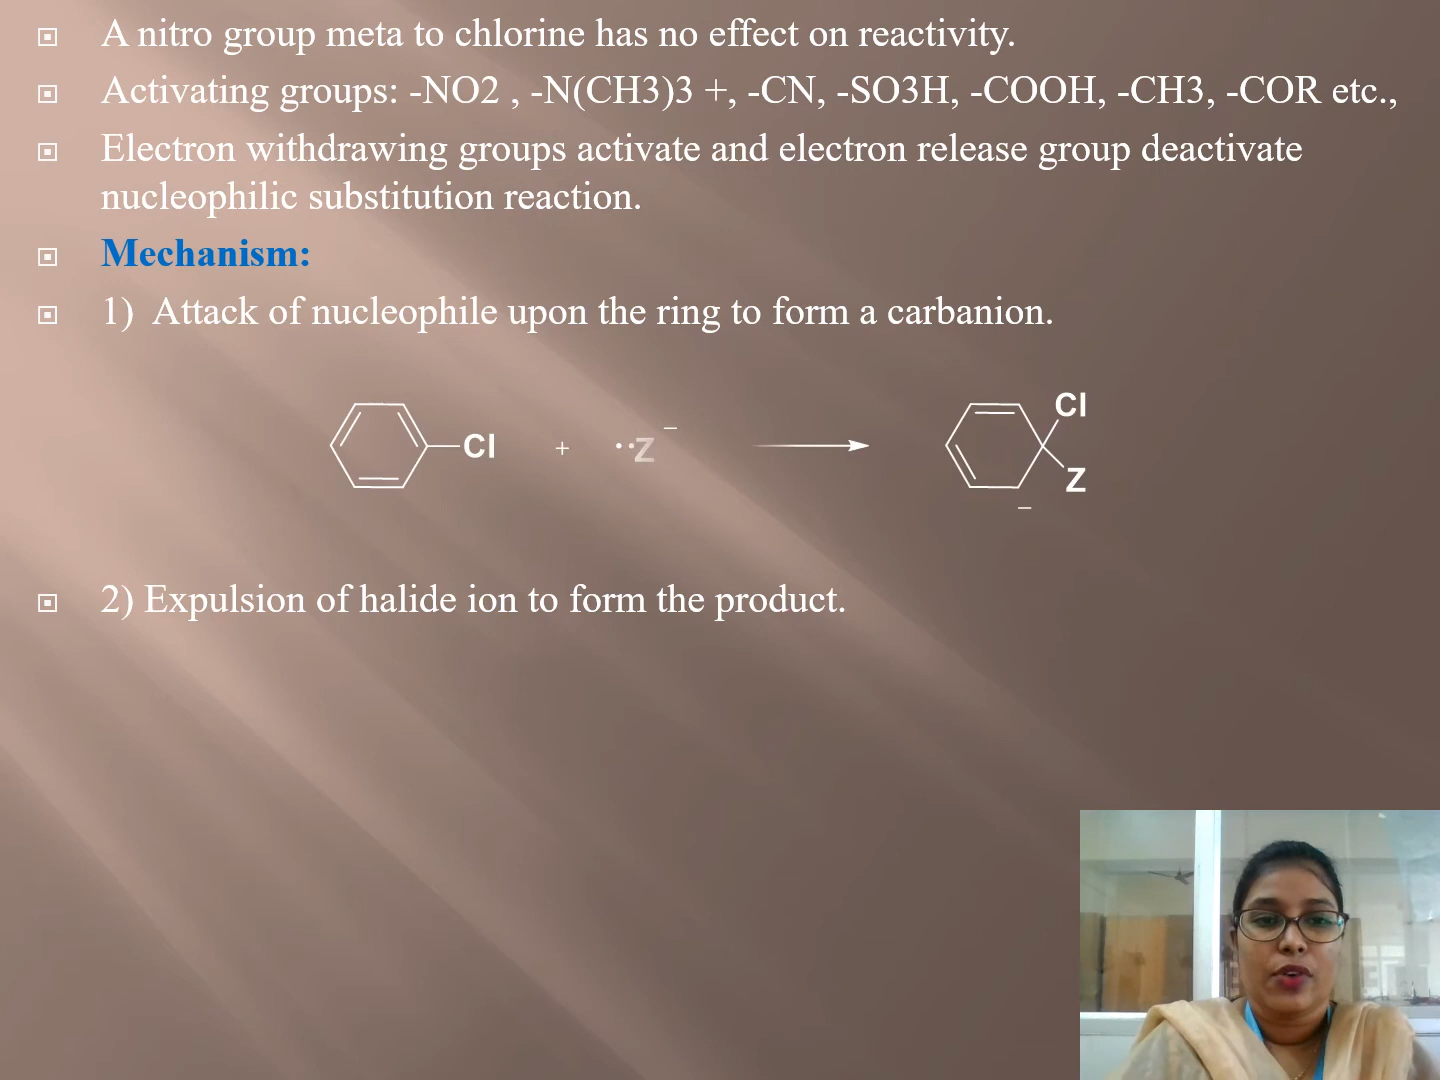 A nitro group meta to chlorine has no effect on reactivity.
Activating groups: -NO2 , -N(CH3)3 +, -CN, -SO3H, -COOH, -CH3, -COR etc.,
Electron withdrawing groups activate and electron release group deactivate
nucleophilic substitution reaction.
Mechanism:
1) Attack of nucleophile upon the ring to form a carbanion.
Cl + ··Z − Cl
Z
−
2) Expulsion of halide ion to form the product.